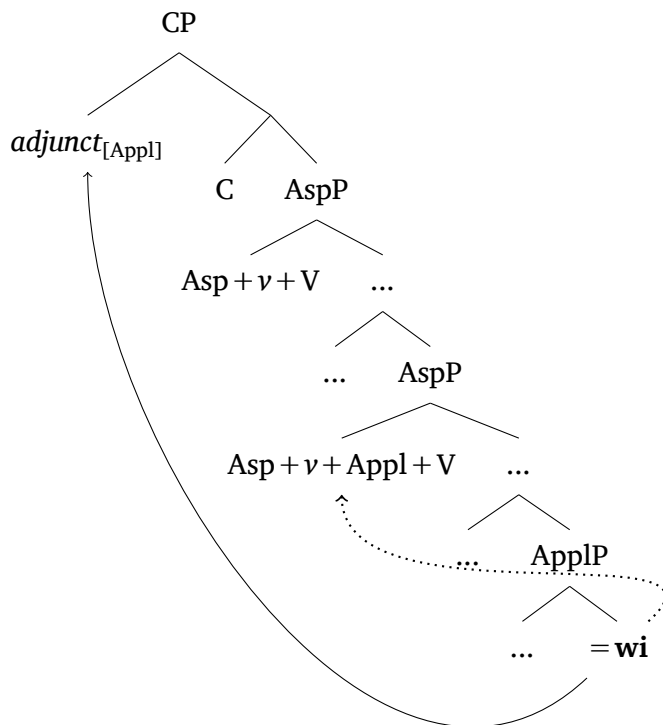 CP
adjunct[Appl]
C AspP
Asp+v+V ...
... AspP
Asp+v+Appl+V ...
... ApplP
... =wi